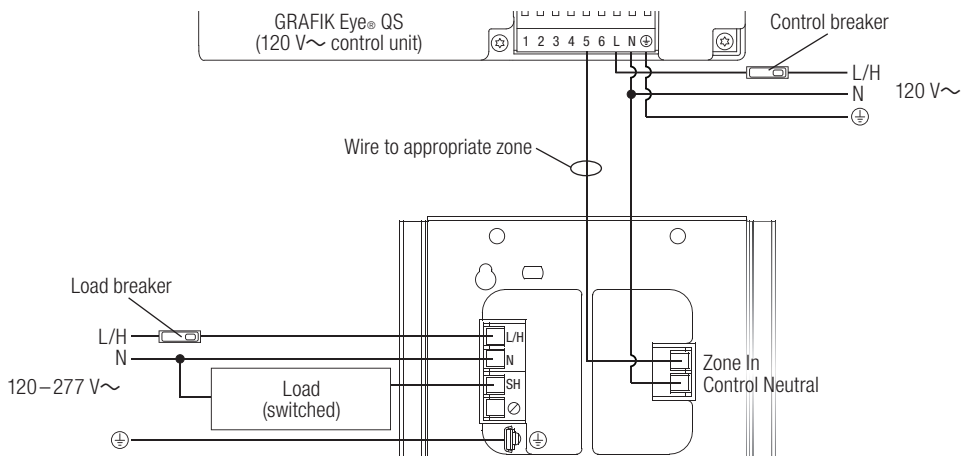 GRAFIK Eye® QS
(120 V~ control unit)
1 2 3 4 5 6 L N
Control breaker
L/H
N
120 V~
Wire to appropriate zone
Load breaker
L/H
N
120–277 V~
Load
(switched)
L/H
N
SH
Zone In
Control Neutral